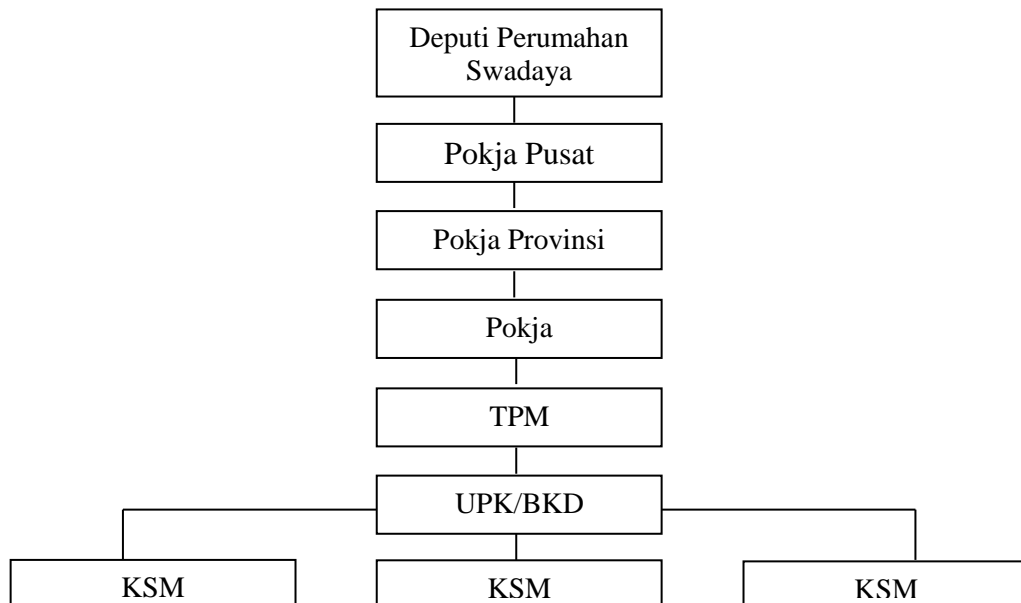 Deputi Perumahan
Swadaya
Pokja Pusat
Pokja Provinsi
Pokja
TPM
UPK/BKD
KSM
KSM
KSM